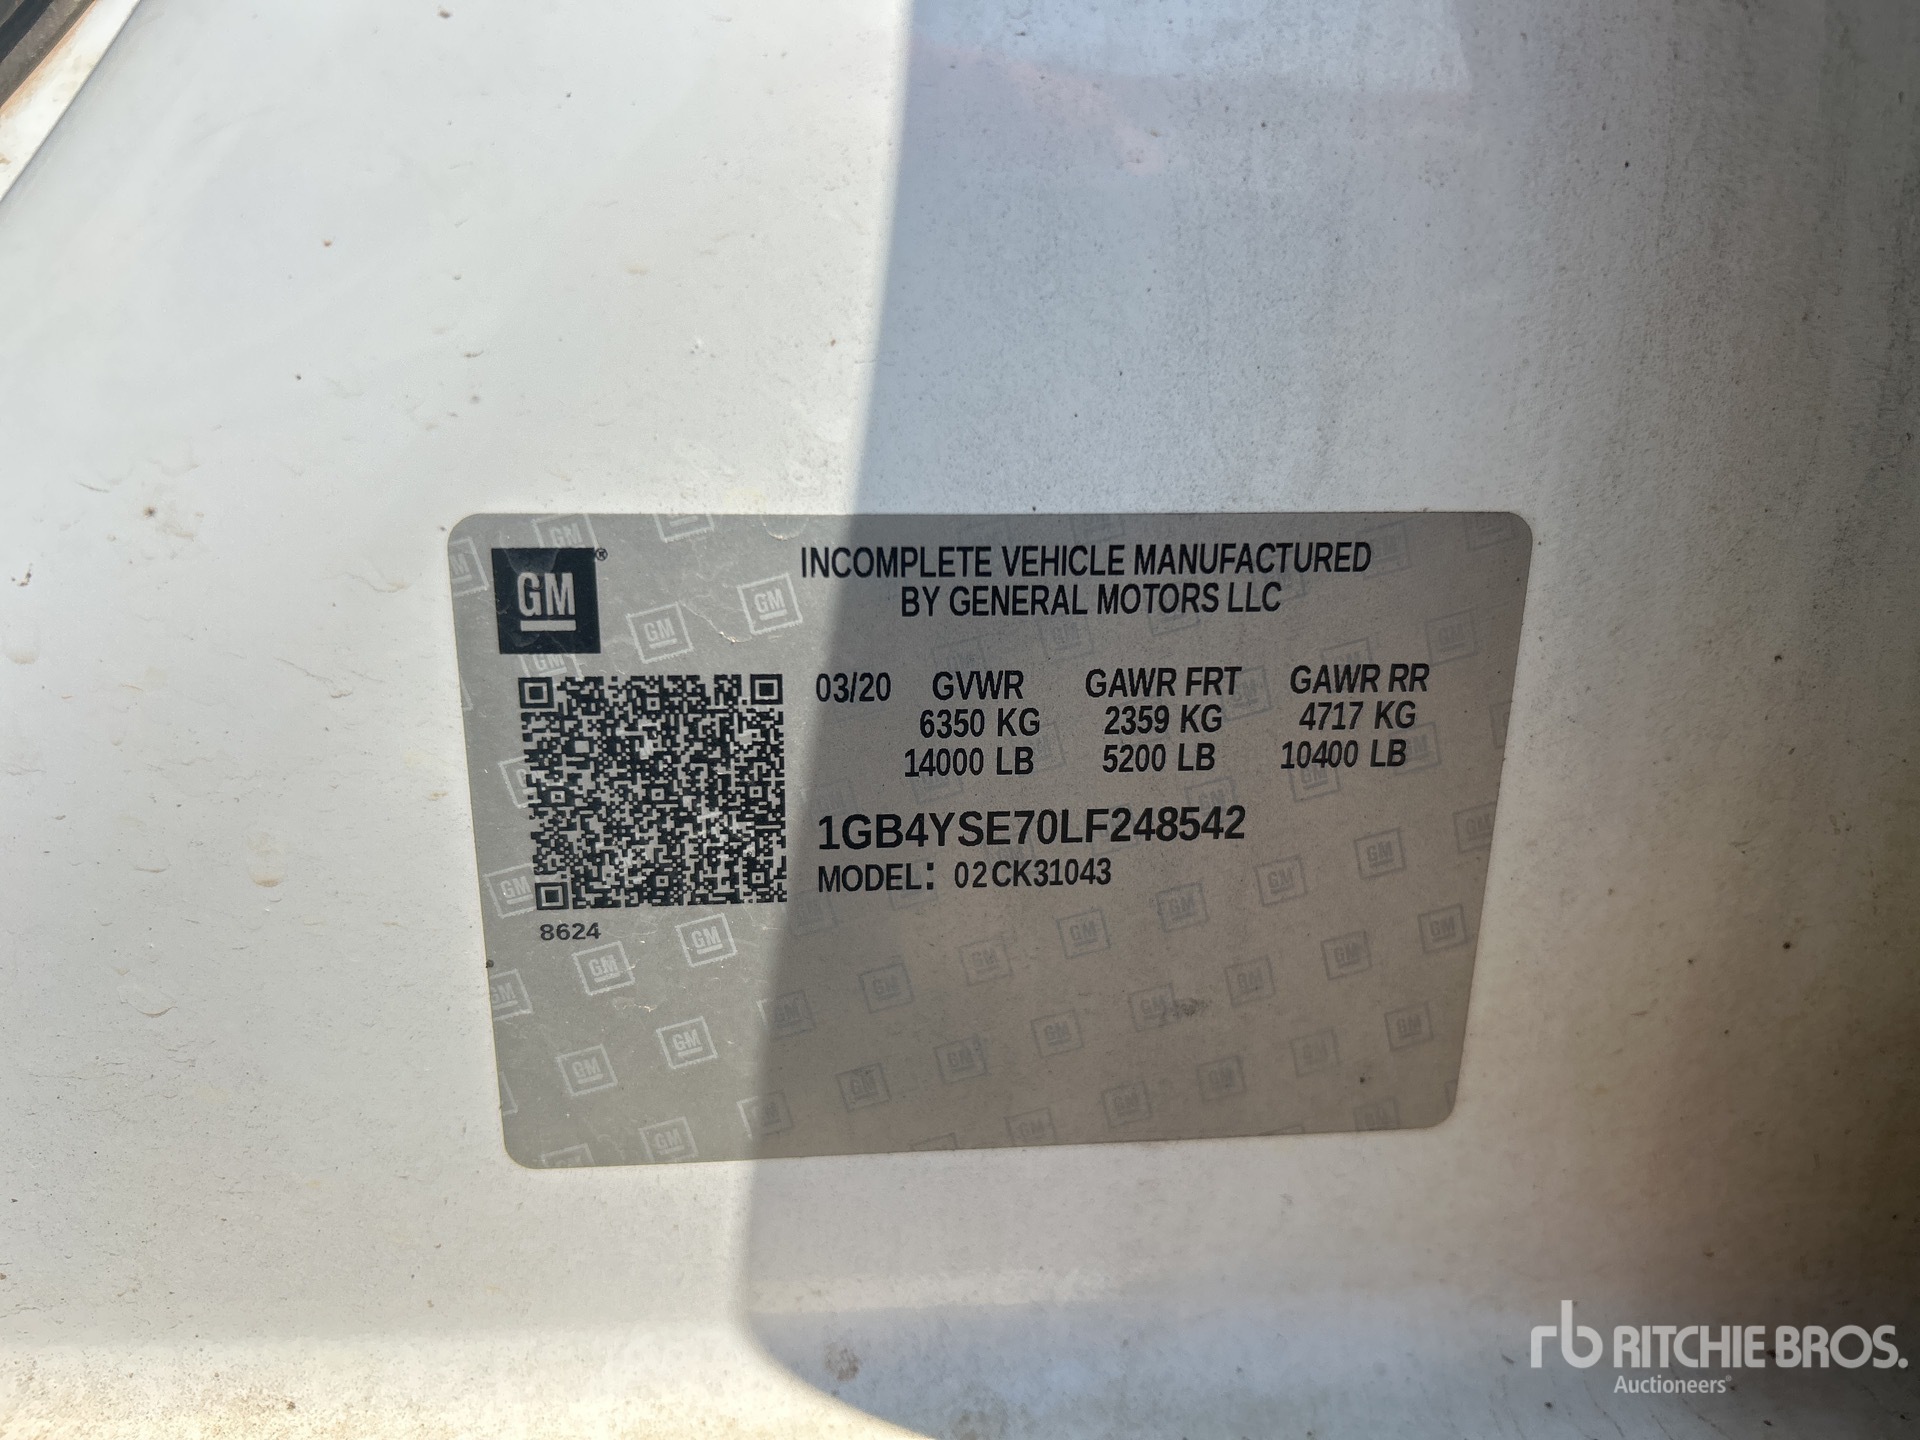 GM®
INCOMPLETE VEHICLE MANUFACTURED
BY GENERAL MOTORS LLC
03/20 GVWR GAWR FRT GAWR RR
6350 KG 2359 KG 4717 KG
14000 LB 5200 LB 10400 LB
1GB4YSE70LF248542
MODEL: 02CK31043
8624
rb RITCHIE BROS.
Auctioneers